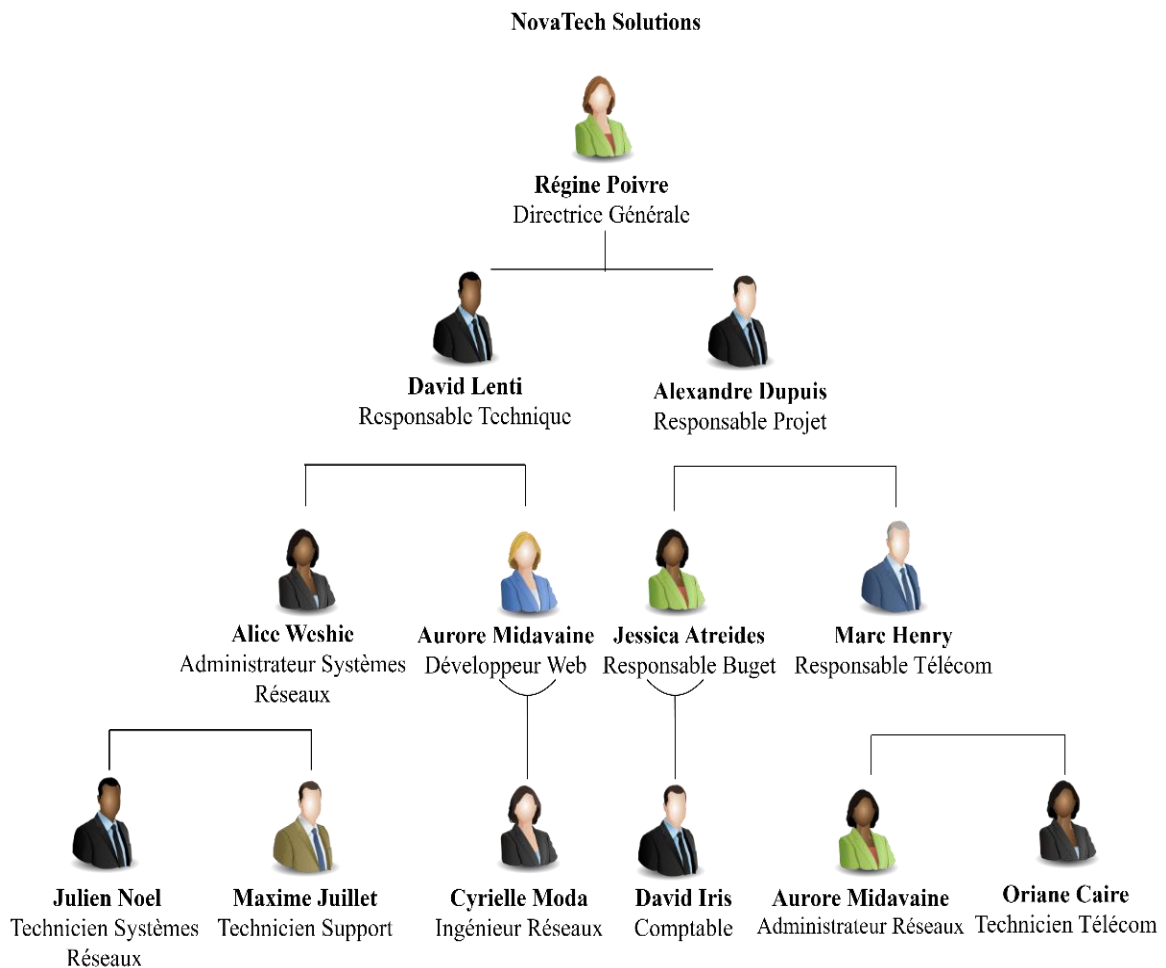 NovaTech Solutions
Régine Poivre
Directrice Générale
David Lenti
Responsable Technique
Alexandre Dupuis
Responsable Projet
Alice Weshie
Administrateur Systèmes
Réseaux
Aurore Midavaine
Développeur Web
Jessica Atreides
Responsable Buget
Marc Henry
Responsable Télécom
Julien Noel
Technicien Systèmes
Réseaux
Maxime Juillet
Technicien Support
Cyrielle Moda
Ingénieur Réseaux
David Iris
Comptable
Aurore Midavaine
Administrateur Réseaux
Oriane Caire
Technicien Télécom